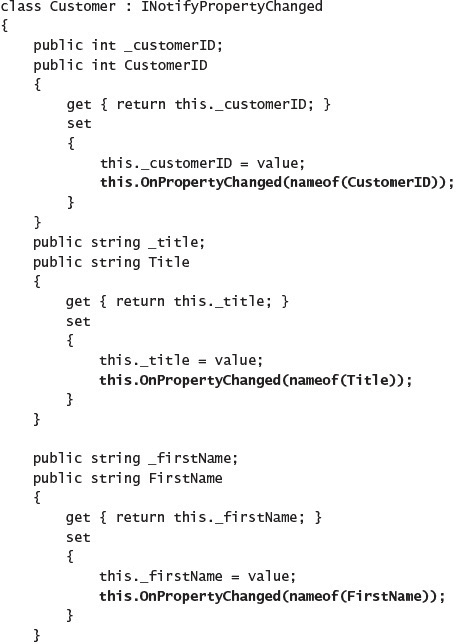 class Customer : INotifyPropertyChanged
{
    public int _customerID;
    public int CustomerID
    {
        get { return this._customerID; }
        set
        {
            this._customerID = value;
            this.OnPropertyChanged(nameof(CustomerID));
        }
    }
    public string _title;
    public string Title
    {
        get { return this._title; }
        set
        {
            this._title = value;
            this.OnPropertyChanged(nameof(Title));
        }
    }

    public string _firstName;
    public string FirstName
    {
        get { return this._firstName; }
        set
        {
            this._firstName = value;
            this.OnPropertyChanged(nameof(FirstName));
        }
    }